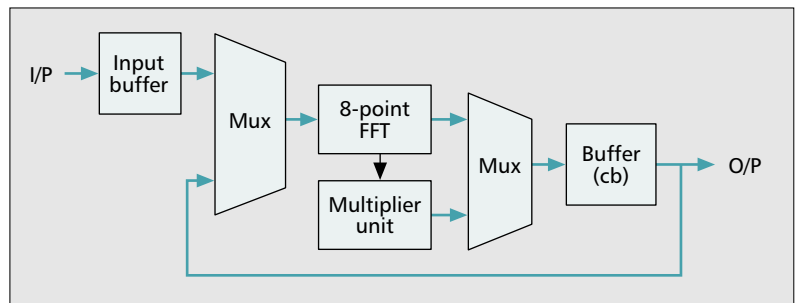 I/P
Input
buffer
Mux
8-point
FFT
Multiplier
unit
Mux
Buffer
(cb)
O/P